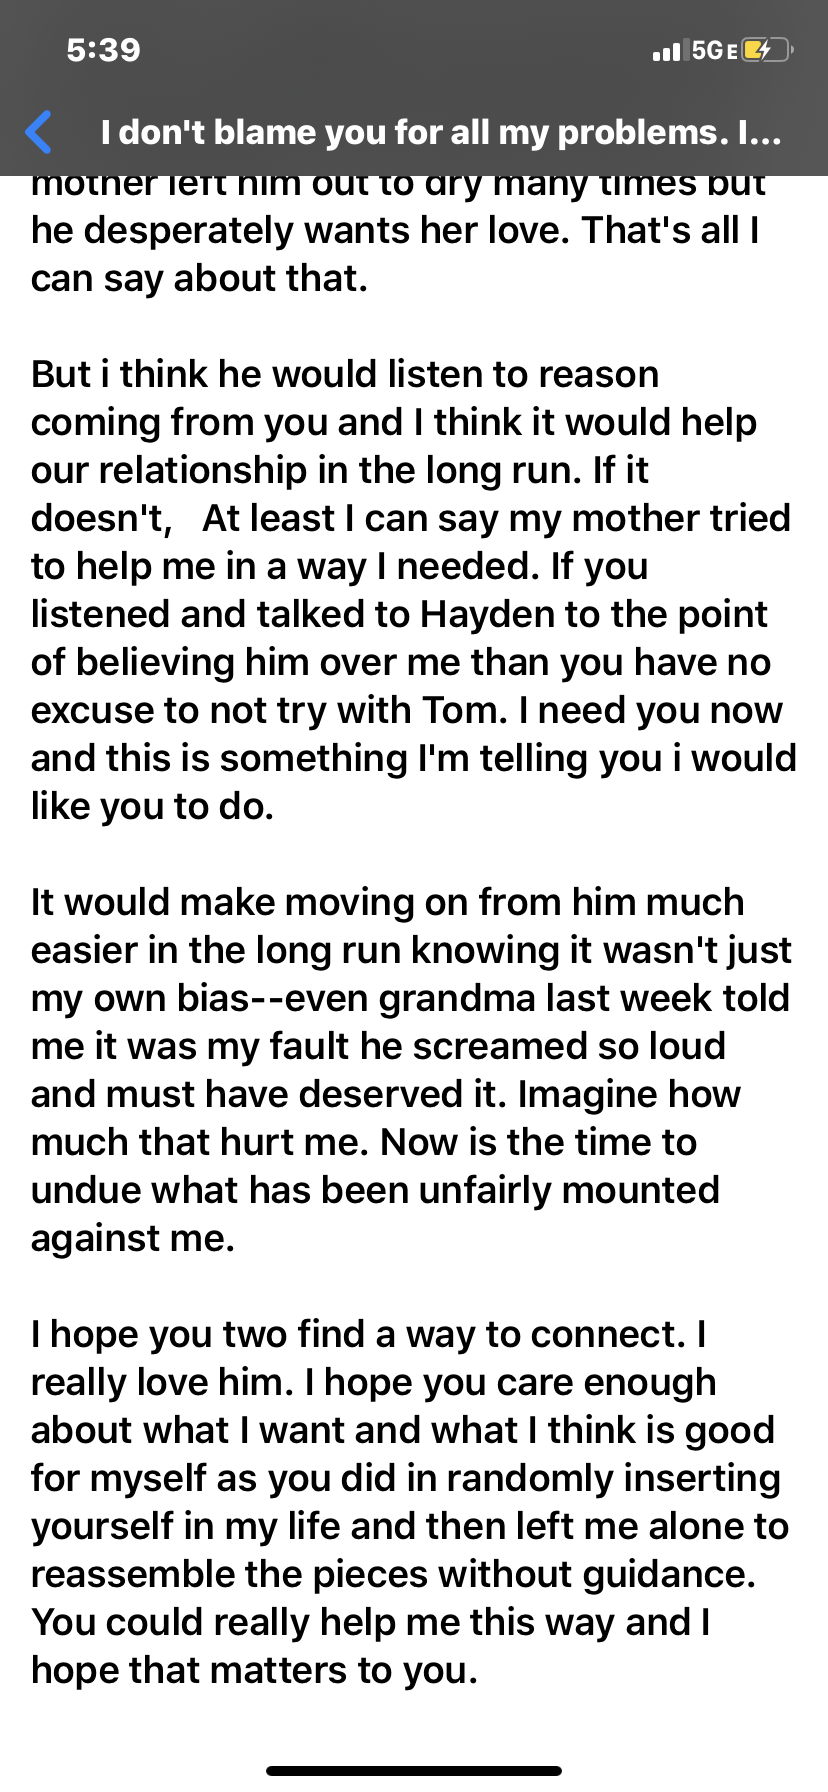 5:39
5GE
I don't blame you for all my problems. I...
mother left him out to dry many times but
he desperately wants her love. That's all I
can say about that.
But i think he would listen to reason
coming from you and I think it would help
our relationship in the long run. If it
doesn't,   At least I can say my mother tried
to help me in a way I needed. If you
listened and talked to Hayden to the point
of believing him over me than you have no
excuse to not try with Tom. I need you now
and this is something I'm telling you i would
like you to do.
It would make moving on from him much
easier in the long run knowing it wasn't just
my own bias--even grandma last week told
me it was my fault he screamed so loud
and must have deserved it. Imagine how
much that hurt me. Now is the time to
undue what has been unfairly mounted
against me.
I hope you two find a way to connect. I
really love him. I hope you care enough
about what I want and what I think is good
for myself as you did in randomly inserting
yourself in my life and then left me alone to
reassemble the pieces without guidance.
You could really help me this way and I
hope that matters to you.